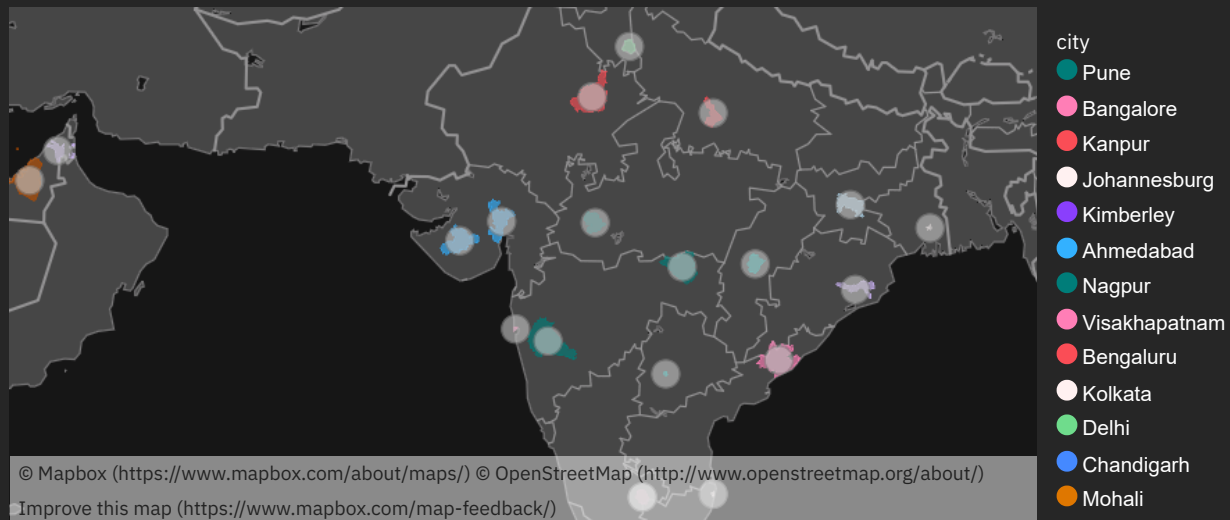 city
Pune
Bangalore
Kanpur
Johannesburg
Kimberley
Ahmedabad
Nagpur
Visakhapatnam
Bengaluru
Kolkata
Delhi
Chandigarh
Mohali
© Mapbox (https://www.mapbox.com/about/maps/) © OpenStreetMap (http://www.openstreetmap.org/about/)
Improve this map (https://www.mapbox.com/map-feedback/)